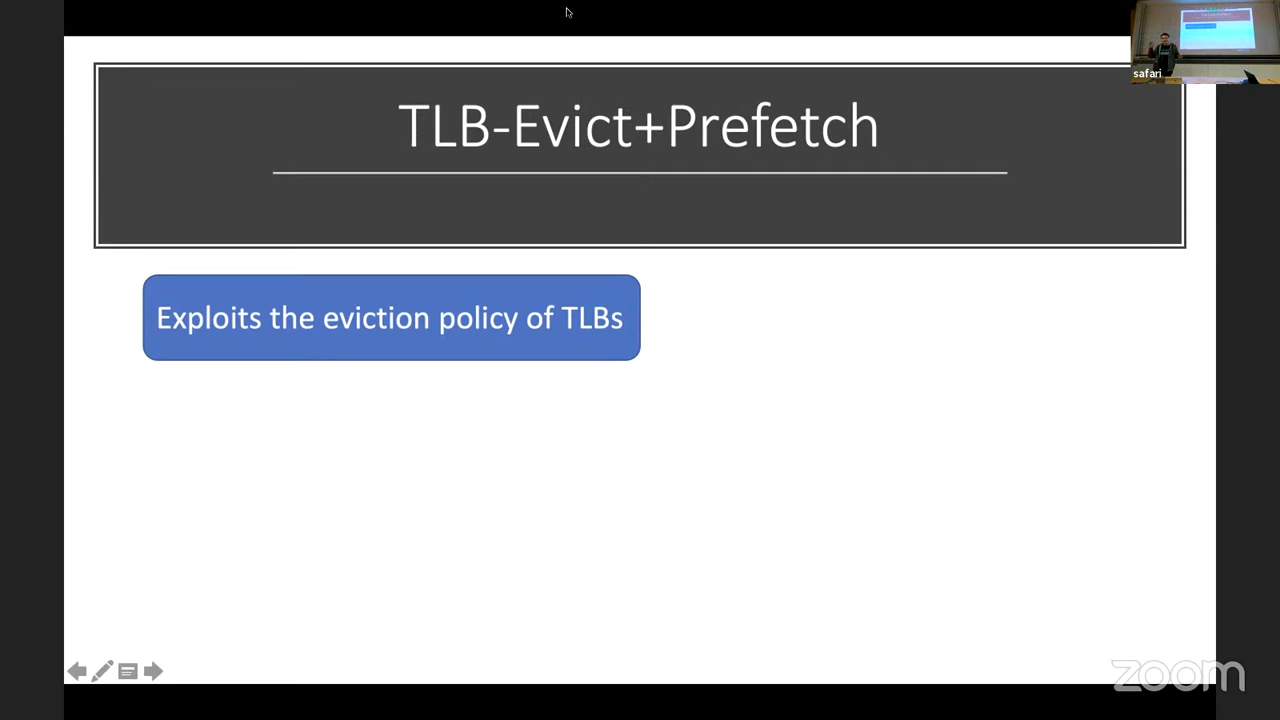 TLB-Evict+Prefetch
safari
Exploits the eviction policy of TLBs
zoom